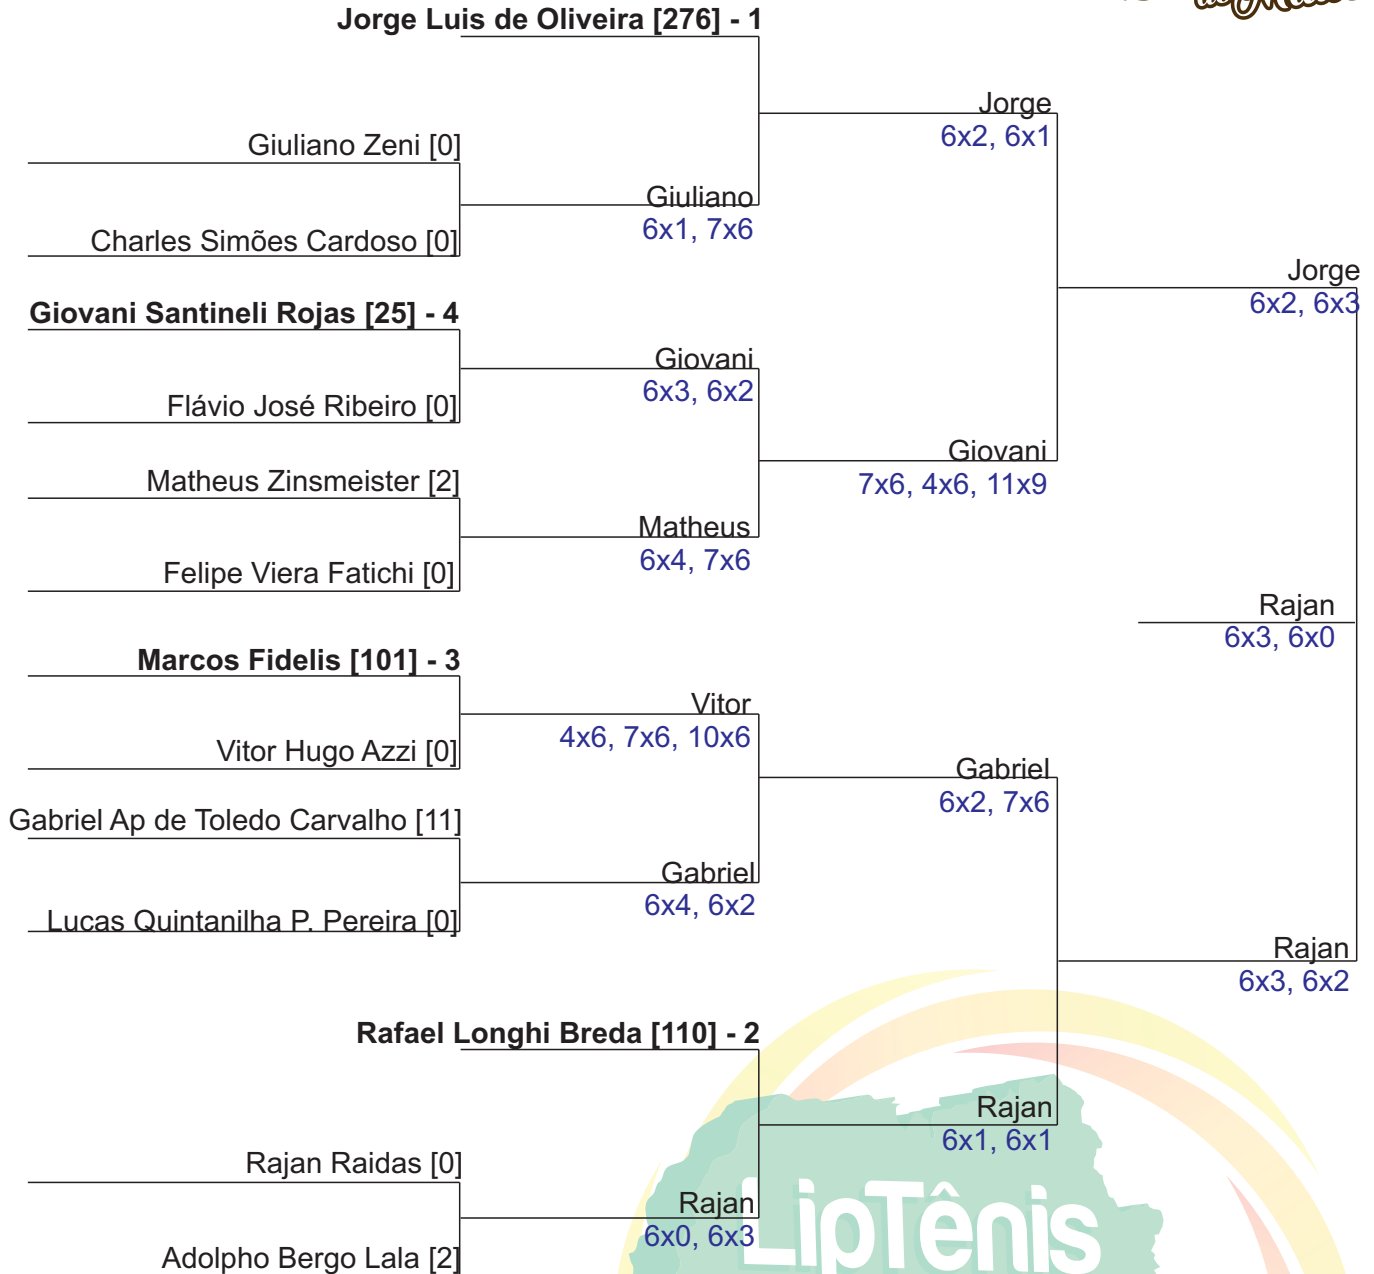 Jorge Luis de Oliveira [276] - 1
Jorge
6x2, 6x1
Giuliano Zeni [0]
Giuliano
6x1, 7x6
Charles Simões Cardoso [0]
Jorge
6x2, 6x3
Giovani Santineli Rojas [25] - 4
Giovani
6x3, 6x2
Flávio José Ribeiro [0]
Giovani
7x6, 4x6, 11x9
Matheus Zinsmeister [2]
Matheus
6x4, 7x6
Felipe Viera Fatichi [0]
Rajan
6x3, 6x0
Marcos Fidelis [101] - 3
Vitor
4x6, 7x6, 10x6
Vitor Hugo Azzi [0]
Gabriel
6x2, 7x6
Gabriel Ap de Toledo Carvalho [11]
Gabriel
6x4, 6x2
Lucas Quintanilha P. Pereira [0]
Rajan
6x3, 6x2
Rafael Longhi Breda [110] - 2
Rajan
6x1, 6x1
Rajan Raidas [0]
Rajan
6x0, 6x3
Adolpho Bergo Lala [2]
LipTênis